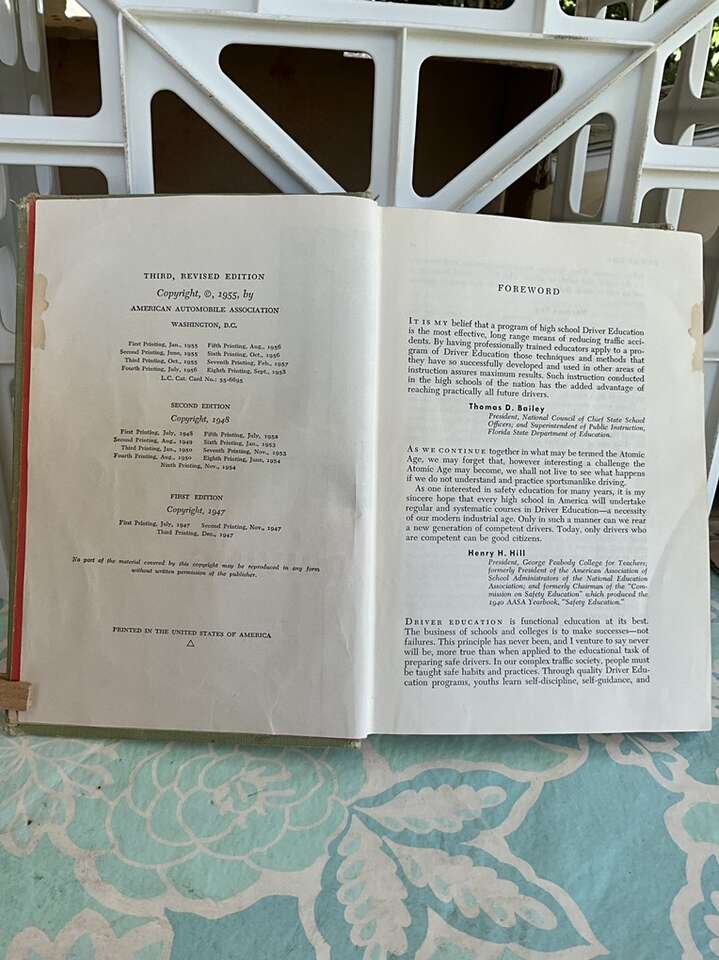 THIRD, REVISED EDITION
Copyright, ©, 1955, by
AMERICAN AUTOMOBILE ASSOCIATION
WASHINGTON, D.C.
First Printing, Jan., 1955 Fifth Printing, Aug., 1956
Second Printing, June, 1955 Sixth Printing, Oct., 1956
Third Printing, Oct., 1955 Seventh Printing, Feb., 1957
Fourth Printing, July, 1956 Eighth Printing, Sept., 1958
L.C. Cat. Card No.: 55-6695
SECOND EDITION
Copyright, 1948
First Printing, July, 1948 Fifth Printing, July, 1952
Second Printing, Aug., 1949 Sixth Printing, Jan., 1953
Third Printing, Jan., 1950 Seventh Printing, Nov., 1953
Fourth Printing, Aug., 1950 Eighth Printing, June, 1954
Ninth Printing, Nov., 1954
FIRST EDITION
Copyright, 1947
First Printing, July, 1947 Second Printing, Nov., 1947
Third Printing, Dec., 1947
No part of the material covered by this copyright may be reproduced in any form
without written permission of the publisher.
PRINTED IN THE UNITED STATES OF AMERICA
FOREWORD
IT IS MY belief that a program of high school Driver Education
is the most effective, long range means of reducing traffic acci-
dents. By having professionally trained educators apply to a pro-
gram of Driver Education those techniques and methods that
they have so successfully developed and used in other areas of
instruction assures maximum results. Such instruction conducted
in the high schools of the nation has the added advantage of
reaching practically all future drivers.
Thomas D. Bailey
President, National Council of Chief State School
Officers; and Superintendent of Public Instruction,
Florida State Department of Education.
AS WE CONTINUE together in what may be termed the Atomic
Age, we may forget that, however interesting a challenge the
Atomic Age may become, we shall not live to see what happens
if we do not understand and practice sportsmanlike driving.
As one interested in safety education for many years, it is my
sincere hope that every high school in America will undertake
regular and systematic courses in Driver Education—a necessity
of our modern industrial age. Only in such a manner can we rear
a new generation of competent drivers. Today, only drivers who
are competent can be good citizens.
Henry H. Hill
President, George Peabody College for Teachers;
formerly President of the American Association of
School Administrators of the National Education
Association; and formerly Chairman of the "Com-
mission on Safety Education" which produced the
1940 AASA Yearbook, "Safety Education."
DRIVER EDUCATION is functional education at its best.
The business of schools and colleges is to make successes—not
failures. This principle has never been, and I venture to say never
will be, more true than when applied to the educational task of
preparing safe drivers. In our complex traffic society, people must
be taught safe habits and practices. Through quality Driver Edu-
cation programs, youths learn self-discipline, self-guidance, and